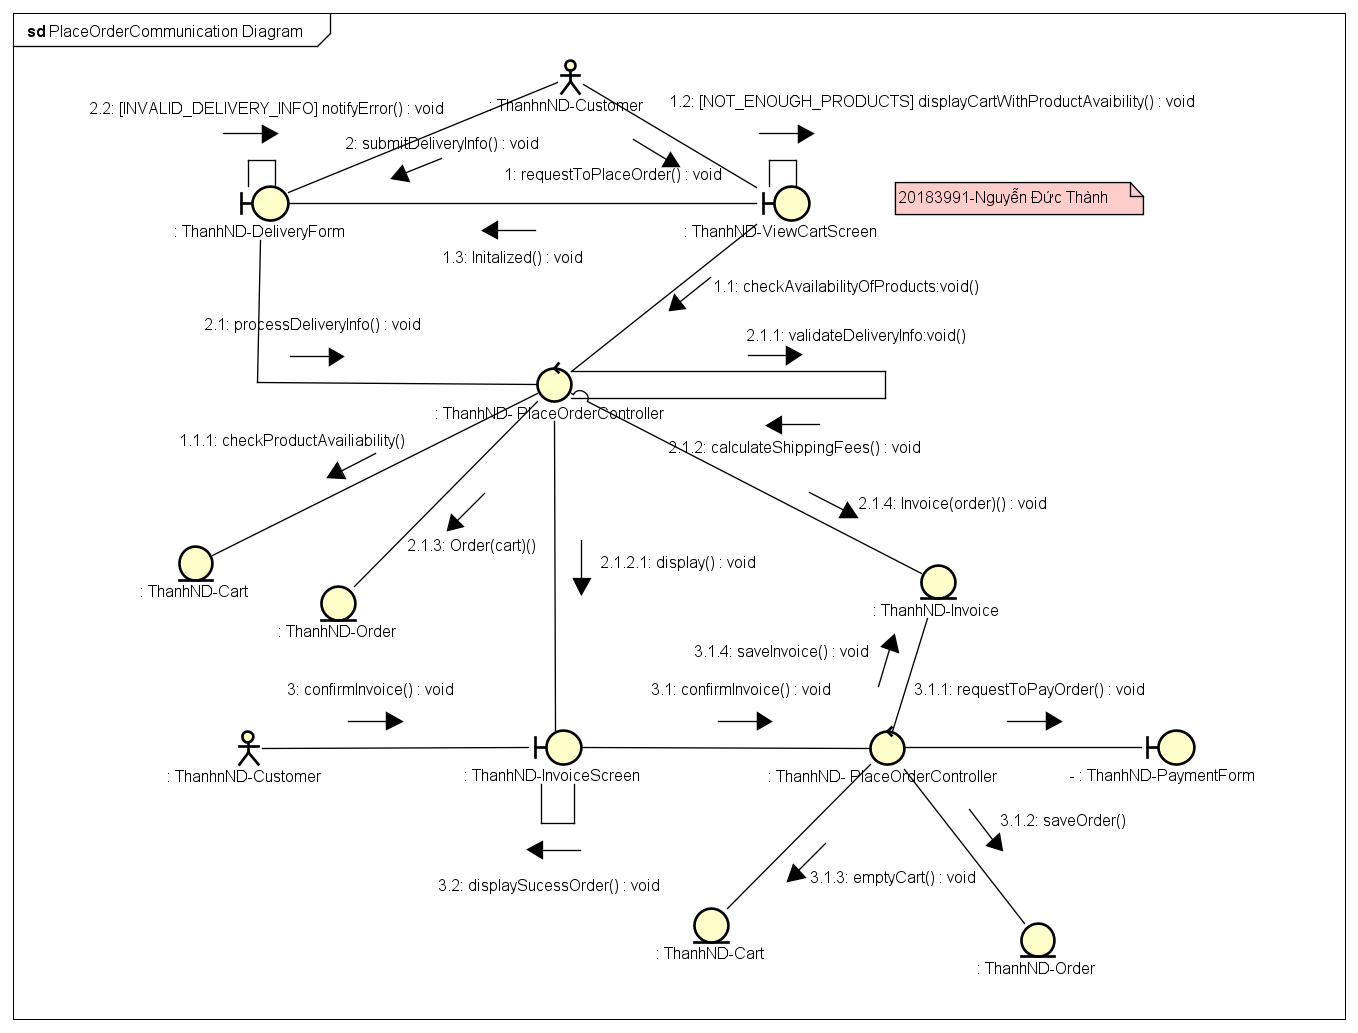 sd PlaceOrderCommunication Diagram
: ThanhnND-Customer
2.2: [INVALID_DELIVERY_INFO] notifyError() : void
1.2: [NOT_ENOUGH_PRODUCTS] displayCartWithProductAvaibility() : void
2: submitDeliveryInfo() : void
1: requestToPlaceOrder() : void
20183991-Nguyễn Đức Thành
: ThanhND-DeliveryForm
: ThanhND-ViewCartScreen
1.3: Initalized() : void
1.1: checkAvailabilityOfProducts:void()
2.1: processDeliveryInfo() : void
2.1.1: validateDeliveryInfo:void()
: ThanhND- PlaceOrderController
1.1.1: checkProductAvailiability()
2.1.2: calculateShippingFees() : void
2.1.4: Invoice(order)() : void
2.1.3: Order(cart)()
2.1.2.1: display() : void
: ThanhND-Cart
: ThanhND-Invoice
: ThanhND-Order
3.1.4: saveInvoice() : void
3: confirmInvoice() : void
3.1: confirmInvoice() : void
3.1.1: requestToPayOrder() : void
: ThanhnND-Customer
: ThanhND-InvoiceScreen
: ThanhND- PlaceOrderController
- : ThanhND-PaymentForm
3.1.2: saveOrder()
3.2: displaySucessOrder() : void
3.1.3: emptyCart() : void
: ThanhND-Cart
: ThanhND-Order